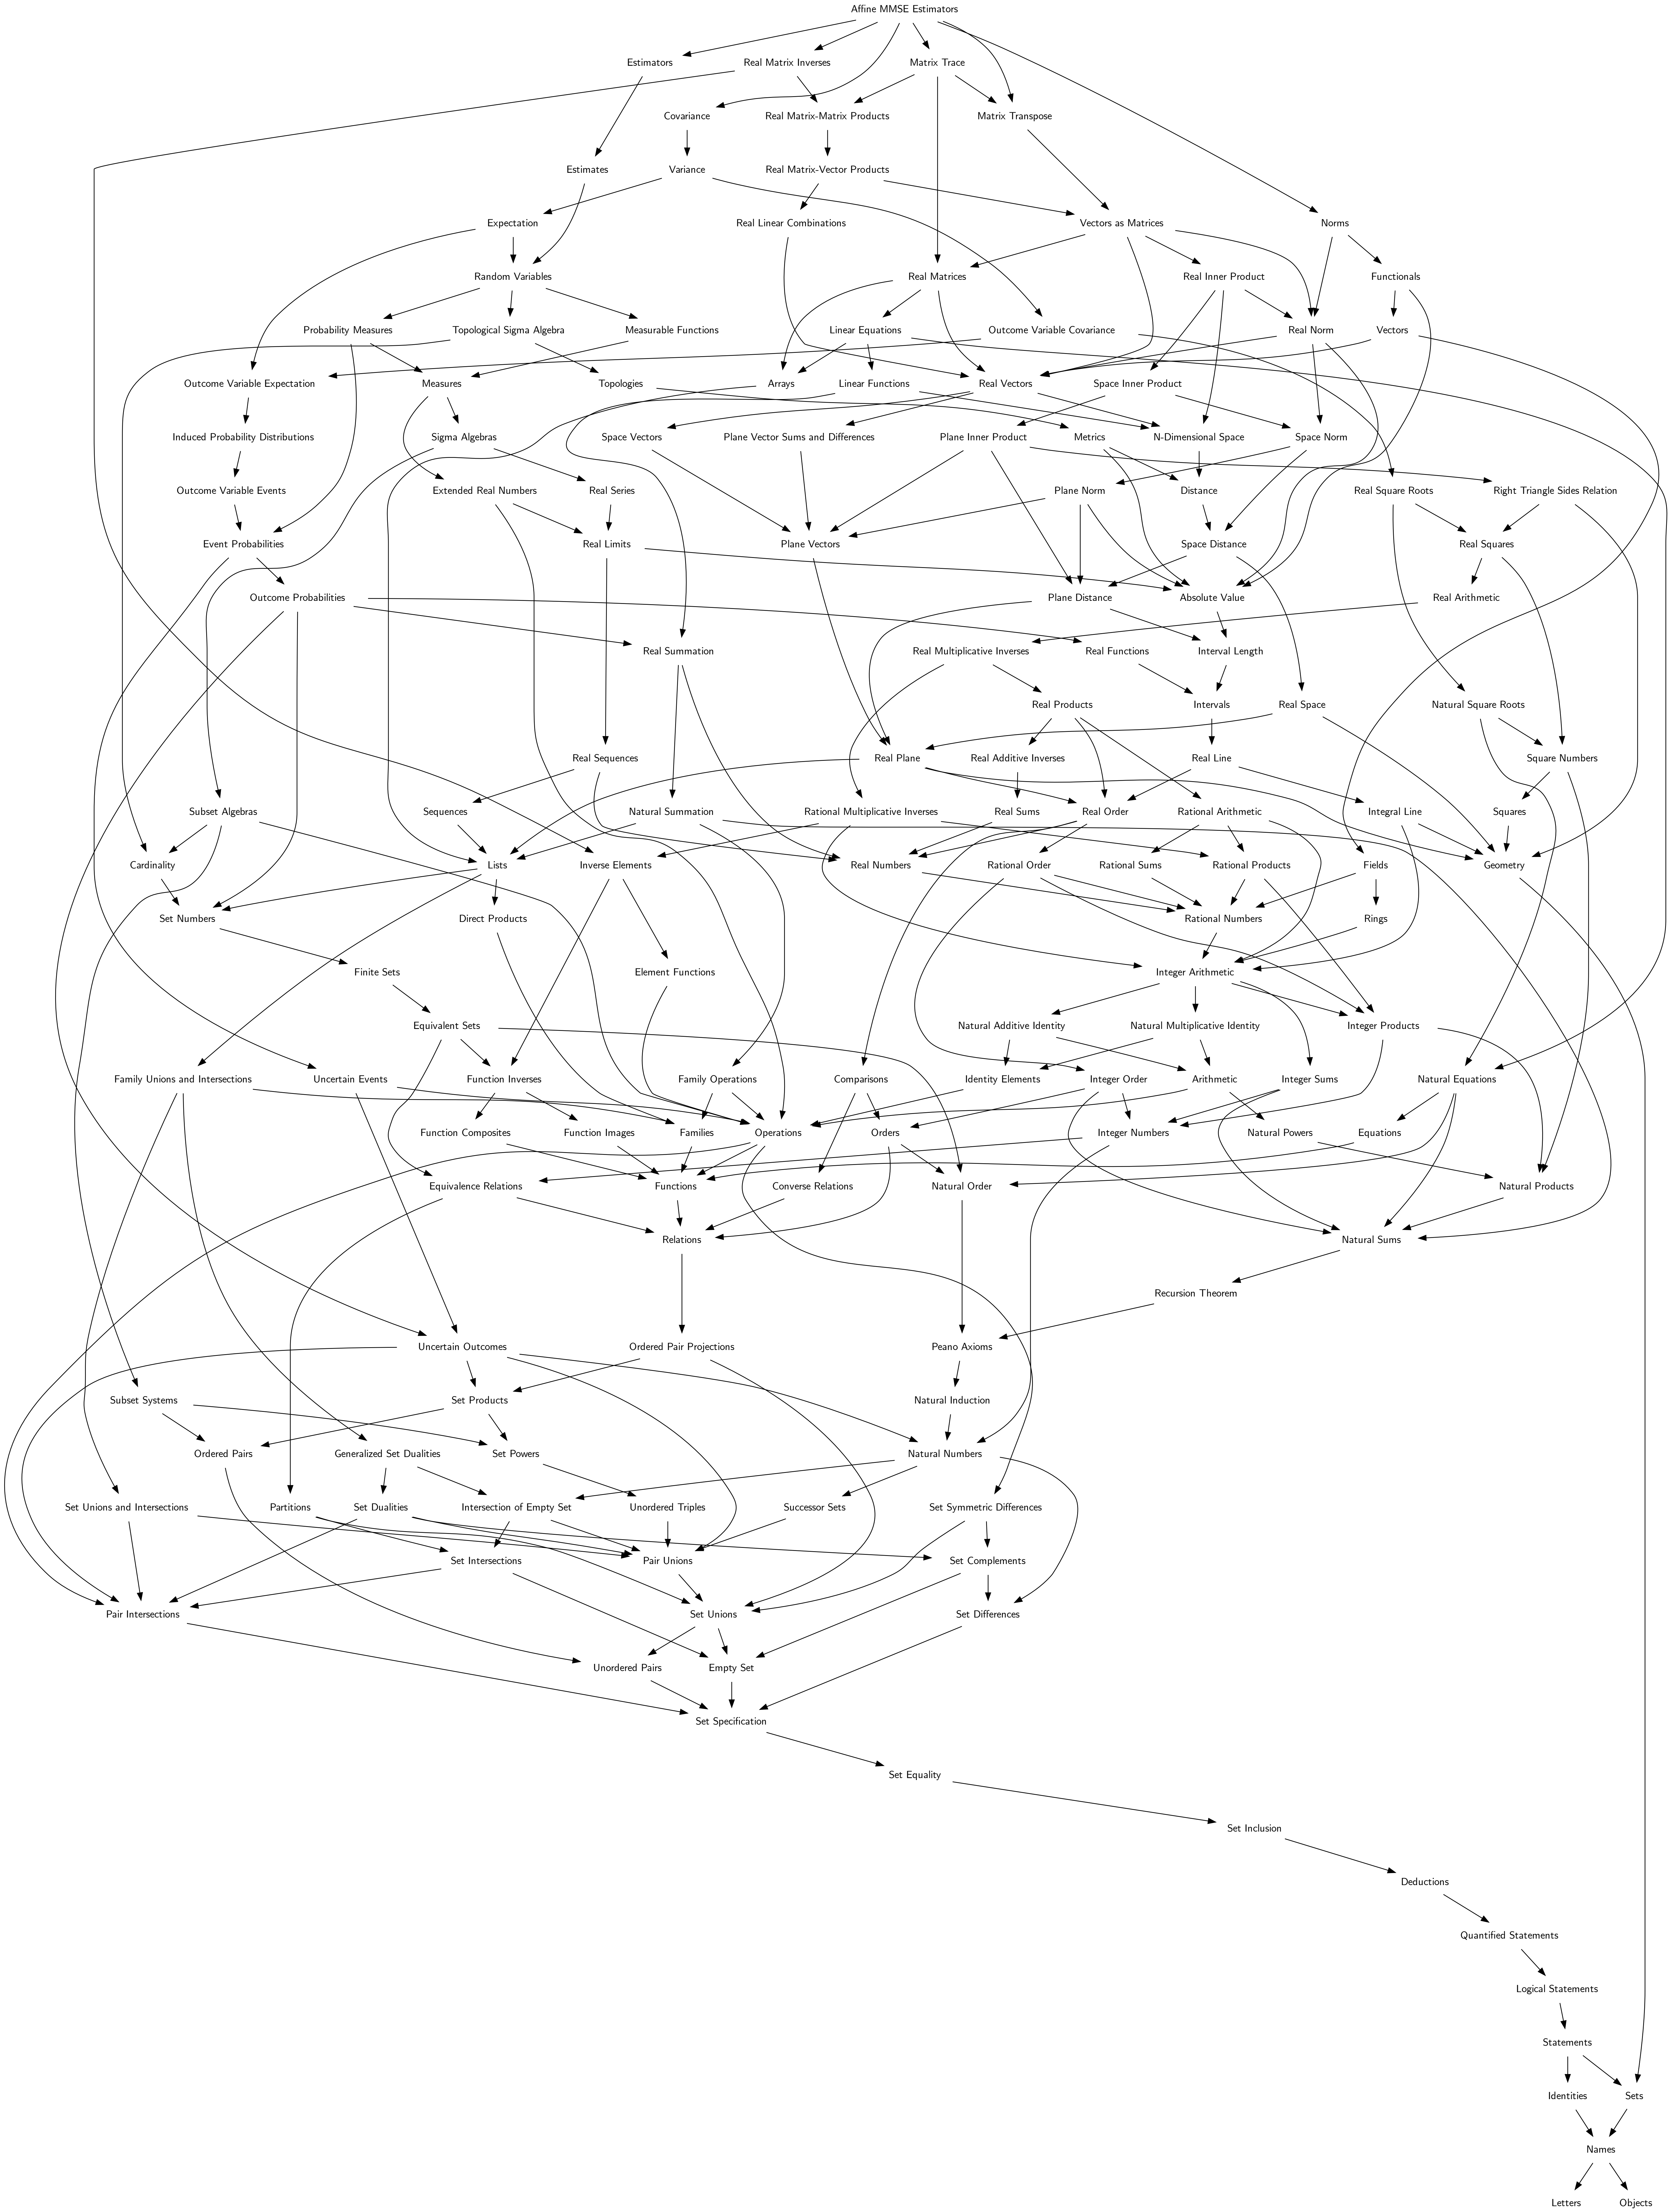 Affine MMSE Estimators
Estimators
Real Matrix Inverses
Matrix Trace
Covariance
Real Matrix-Matrix Products
Matrix Transpose
Estimates
Variance
Real Matrix-Vector Products
Expectation
Real Linear Combinations
Vectors as Matrices
Norms
Random Variables
Real Matrices
Real Inner Product
Functionals
Probability Measures
Topological Sigma Algebra
Measurable Functions
Linear Equations
Outcome Variable Covariance
Real Norm
Vectors
Outcome Variable Expectation
Measures
Topologies
Arrays
Linear Functions
Real Vectors
Space Inner Product
Induced Probability Distributions
Sigma Algebras
Space Vectors
Plane Vector Sums and Differences
Plane Inner Product
Metrics
N-Dimensional Space
Space Norm
Outcome Variable Events
Extended Real Numbers
Real Series
Plane Norm
Distance
Real Square Roots
Right Triangle Sides Relation
Event Probabilities
Real Limits
Plane Vectors
Space Distance
Real Squares
Outcome Probabilities
Plane Distance
Absolute Value
Real Arithmetic
Real Summation
Real Multiplicative Inverses
Real Functions
Interval Length
Real Products
Intervals
Real Space
Natural Square Roots
Real Sequences
Real Plane
Real Additive Inverses
Real Line
Square Numbers
Subset Algebras
Sequences
Natural Summation
Rational Multiplicative Inverses
Real Sums
Real Order
Rational Arithmetic
Integral Line
Squares
Cardinality
Lists
Inverse Elements
Real Numbers
Rational Order
Rational Sums
Rational Products
Fields
Geometry
Set Numbers
Direct Products
Rational Numbers
Rings
Finite Sets
Element Functions
Integer Arithmetic
Equivalent Sets
Natural Additive Identity
Natural Multiplicative Identity
Integer Products
Family Unions and Intersections
Uncertain Events
Function Inverses
Family Operations
Comparisons
Identity Elements
Integer Order
Arithmetic
Integer Sums
Natural Equations
Function Composites
Function Images
Families
Operations
Orders
Integer Numbers
Natural Powers
Equations
Equivalence Relations
Functions
Converse Relations
Natural Order
Natural Products
Relations
Natural Sums
Recursion Theorem
Uncertain Outcomes
Ordered Pair Projections
Peano Axioms
Subset Systems
Set Products
Natural Induction
Ordered Pairs
Generalized Set Dualities
Set Powers
Natural Numbers
Set Unions and Intersections
Partitions
Set Dualities
Intersection of Empty Set
Unordered Triples
Successor Sets
Set Symmetric Differences
Set Intersections
Pair Unions
Set Complements
Pair Intersections
Set Unions
Set Differences
Unordered Pairs
Empty Set
Set Specification
Set Equality
Set Inclusion
Deductions
Quantified Statements
Logical Statements
Statements
Identities
Sets
Names
Letters
Objects